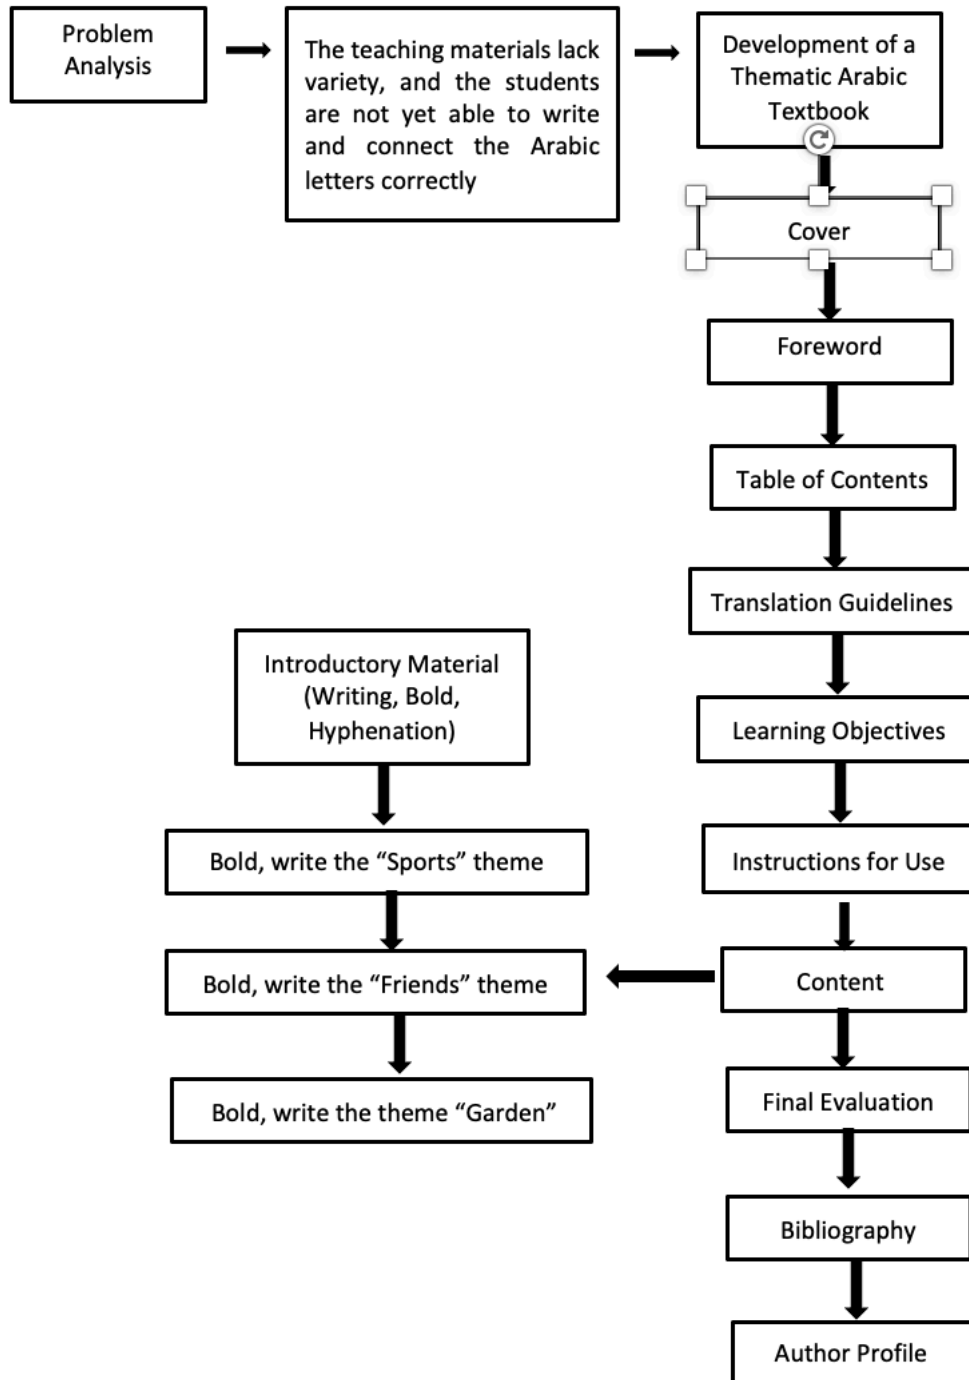 Problem
Analysis
The teaching materials lack
variety, and the students
are not yet able to write
and connect the Arabic
letters correctly
Development of a
Thematic Arabic
Textbook
Cover
Foreword
Table of Contents
Translation Guidelines
Learning Objectives
Instructions for Use
Content
Introductory Material
(Writing, Bold,
Hyphenation)
Bold, write the “Sports” theme
Bold, write the “Friends” theme
Bold, write the theme “Garden”
Final Evaluation
Bibliography
Author Profile